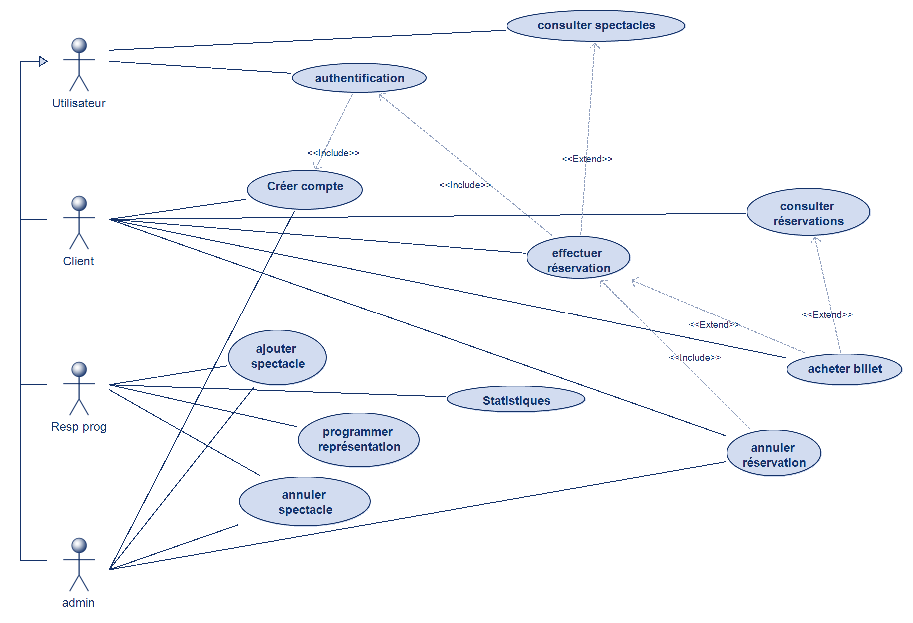 consulter spectacles
Utilisateur
authentification
<<Include>>
<<Extend>>
Créer compte
<<Include>>
consulter
réservations
Client
effectuer
réservation
<<Extend>>
<<Extend>>
ajouter
spectacle
<<Include>>
acheter billet
Resp prog
Statistiques
programmer
représentation
annuler
réservation
annuler
spectacle
admin